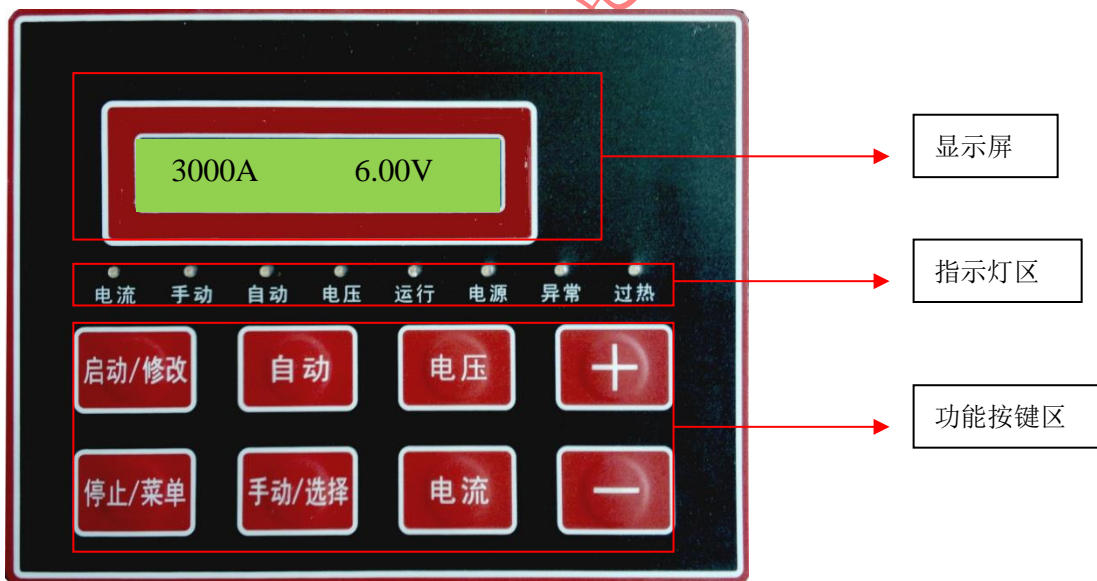 3000A 6.00V
显示屏
电流 手动 自动 电压 运行 电源 异常 过热
指示灯区
启动/修改 自动 电压 +
功能按键区
停止/菜单 手动/选择 电流 −